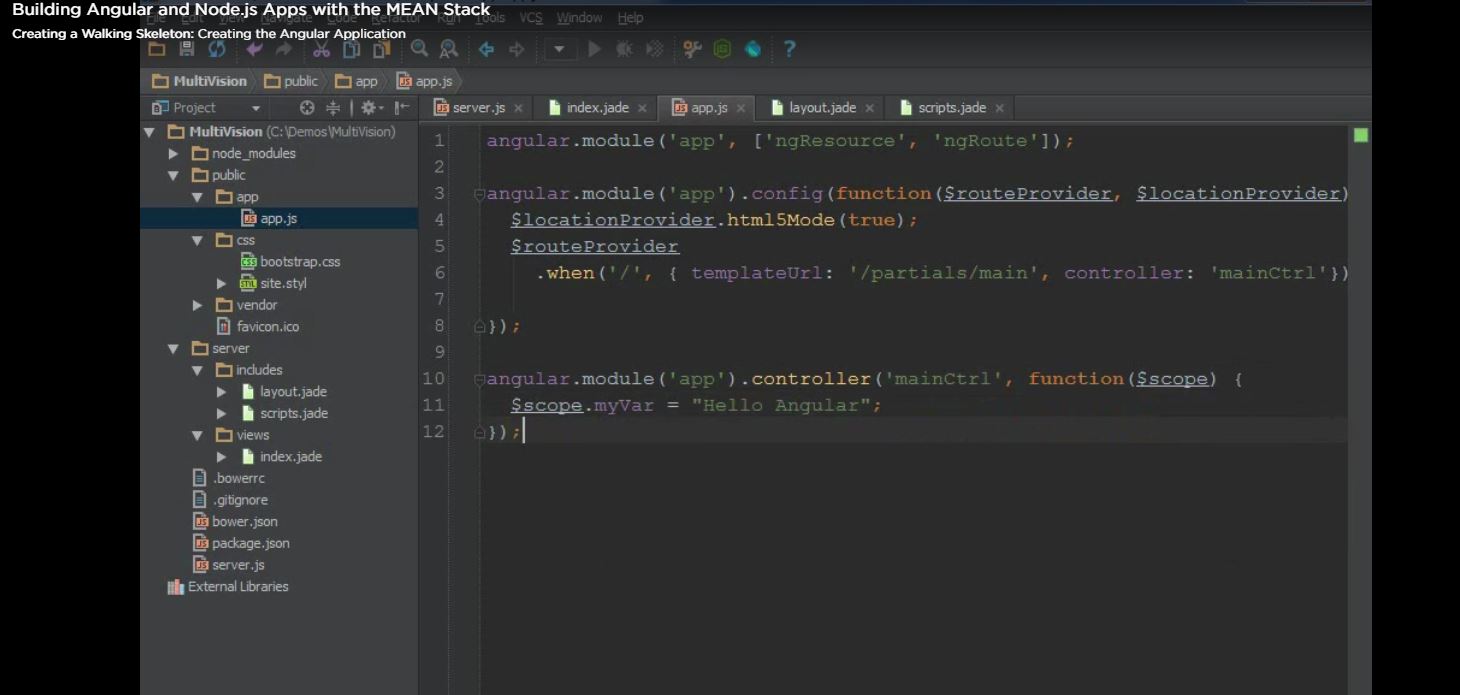 Building Angular and Node.js Apps with the MEAN Stack
File Edit View Navigate Code Refactor Run Tools VCS Window Help
Creating a Walking Skeleton: Creating the Angular Application
MultiVision public app app.js
Project
server.js index.jade app.js layout.jade scripts.jade
MultiVision (C:\Demos\MultiVision)
node_modules
public
app
app.js
css
bootstrap.css
site.styl
vendor
favicon.ico
server
includes
layout.jade
scripts.jade
views
index.jade
.bowerrc
.gitignore
bower.json
package.json
server.js
External Libraries
1 angular.module('app', ['ngResource', 'ngRoute']);
2
3 angular.module('app').config(function($routeProvider, $locationProvider)
4 $locationProvider.html5Mode(true);
5 $routeProvider
6 .when('/', { templateUrl: '/partials/main', controller: 'mainCtrl'})
7
8 });
9
10 angular.module('app').controller('mainCtrl', function($scope) {
11 $scope.myVar = "Hello Angular";
12 });